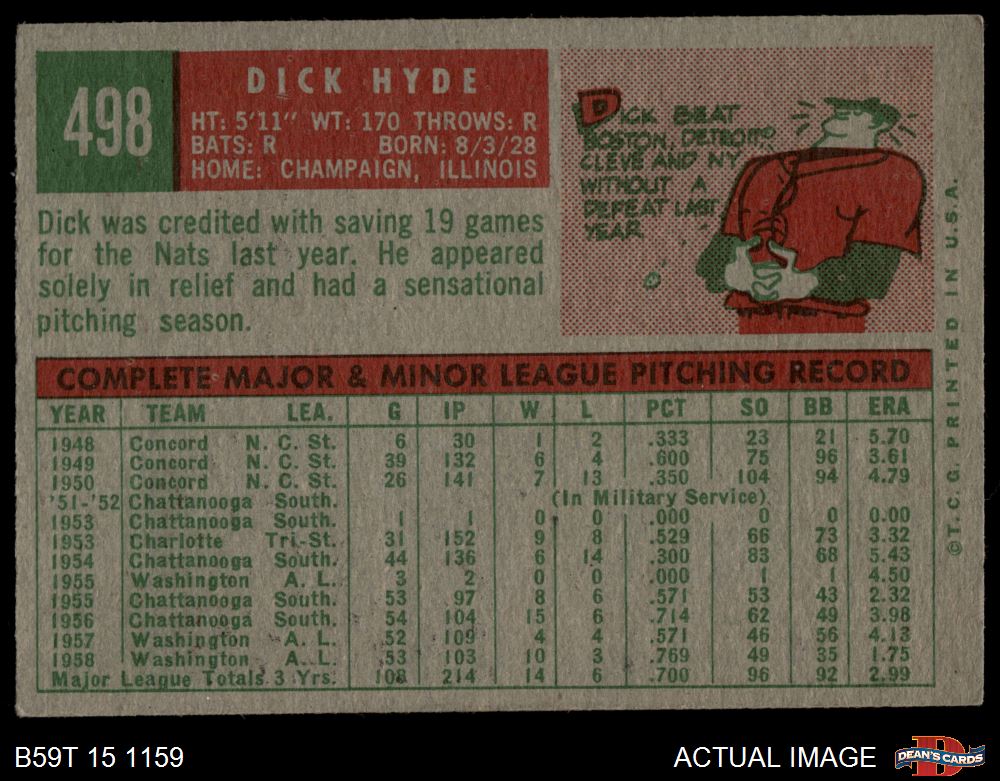 498
DICK HYDE
HT: 5'11" WT: 170 THROWS: R
BATS: R BORN: 8/3/28
HOME: CHAMPAIGN, ILLINOIS
DICK BEAT
BOSTON, DETROIT,
CLEVE AND NY
WITHOUT A
DEFEAT LAST
YEAR
Dick was credited with saving 19 games
for the Nats last year. He appeared
solely in relief and had a sensational
pitching season.
COMPLETE MAJOR & MINOR LEAGUE PITCHING RECORD
YEAR TEAM LEA. G IP W L PCT SO BB ERA
1948 Concord N. C. St. 6 30 1 2 .333 23 21 5.70
1949 Concord N. C. St. 39 132 6 4 .600 75 96 3.61
1950 Concord N. C. St. 26 141 7 13 .350 104 94 4.79
'51-'52 Chattanooga South. (In Military Service)
1953 Chattanooga South. 1 1 0 0 .000 0 0 0.00
1953 Charlotte Tri.-St. 31 152 9 8 .529 66 73 3.32
1954 Chattanooga South. 44 136 6 14 .300 83 68 5.43
1955 Washington A. L. 3 2 0 0 .000 1 1 4.50
1955 Chattanooga South. 53 97 8 6 .571 53 43 2.32
1956 Chattanooga South. 54 104 15 6 .714 62 49 3.98
1957 Washington A. L. 52 109 4 4 .571 46 56 4.13
1958 Washington A. L. 53 103 10 3 .769 49 35 1.75
Major League Totals 3 Yrs. 108 214 14 6 .700 96 92 2.99
©T.C.G. PRINTED IN U.S.A.
B59T 15 1159
ACTUAL IMAGE
DEAN'S CARDS